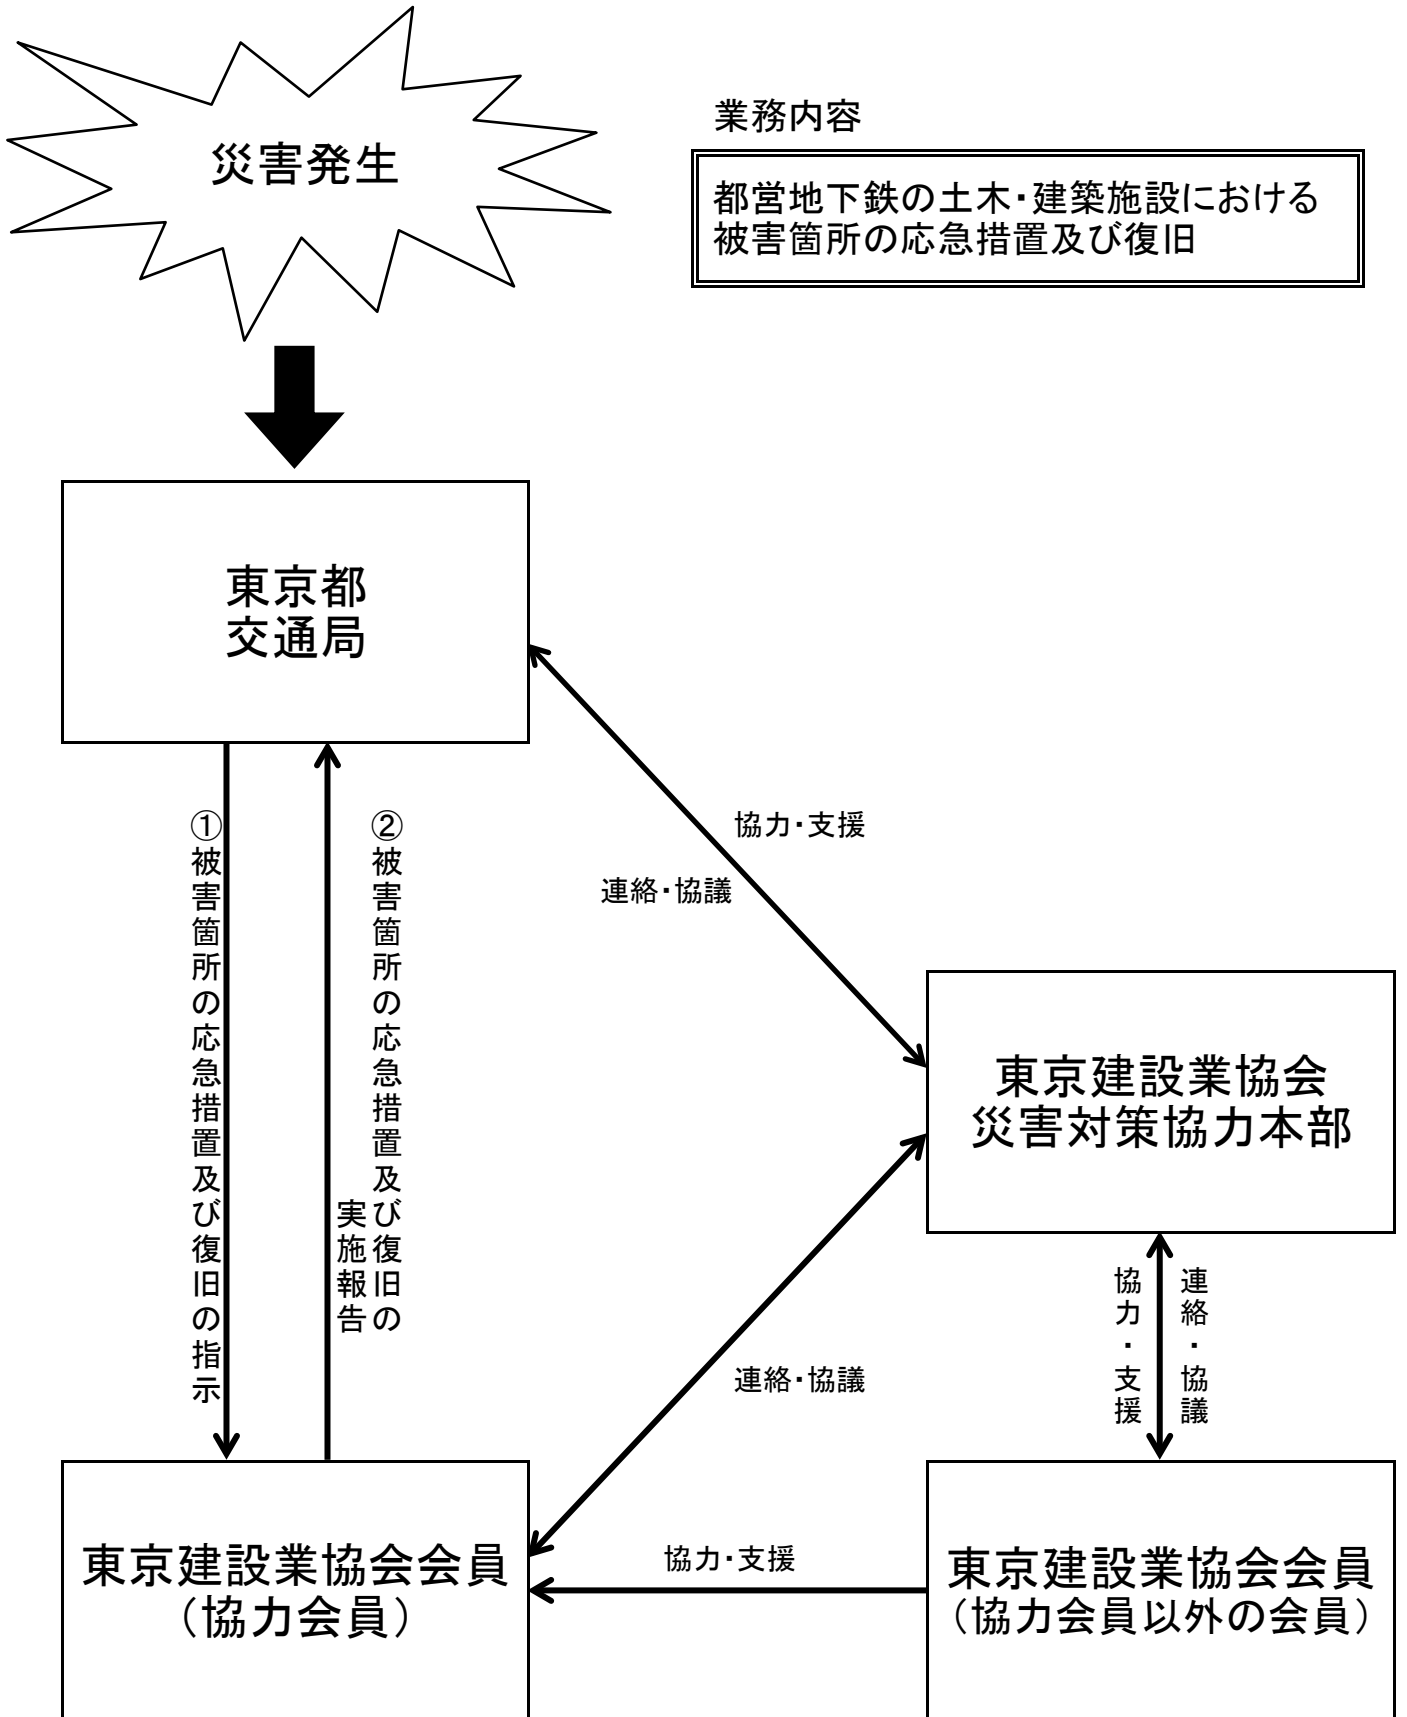 災害発生
業務内容
都営地下鉄の土木・建築施設における
被害箇所の応急措置及び復旧
東京都
交通局
協力・支援
連絡・協議
①被害箇所の応急措置及び復旧の指示
②被害箇所の応急措置及び復旧の
実施報告
東京建設業協会
災害対策協力本部
連絡・協議
連絡・協議
協力・支援
協力・支援
東京建設業協会会員
（協力会員）
東京建設業協会会員
（協力会員以外の会員）